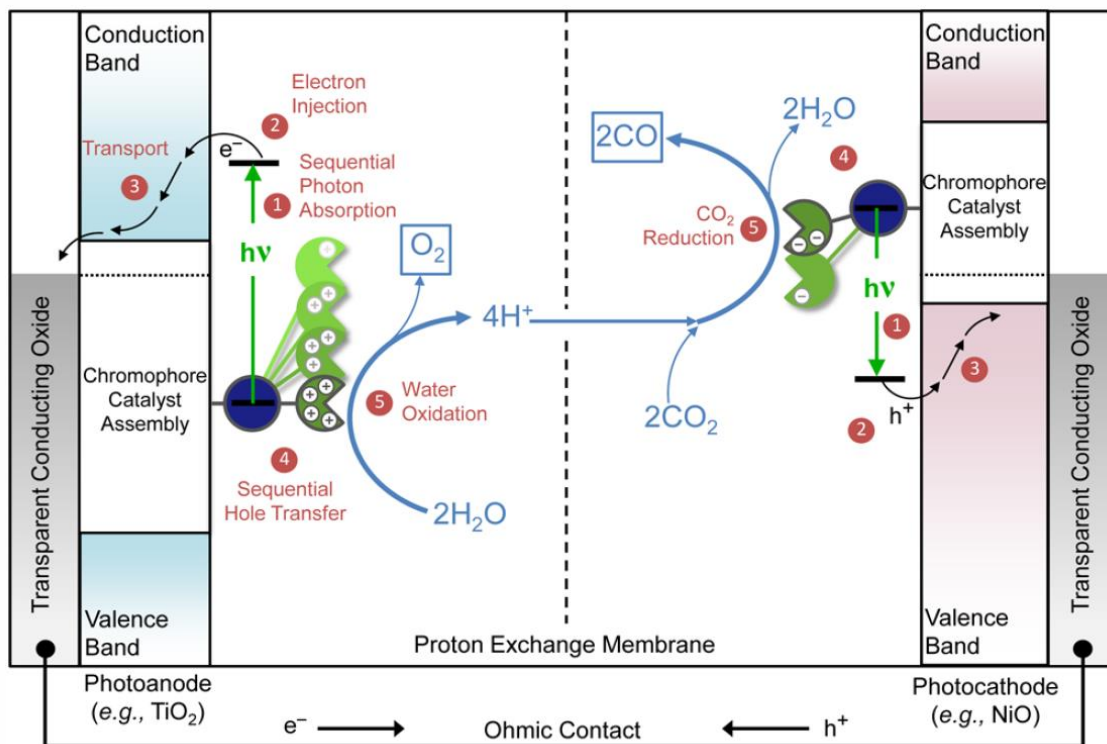 Transparent Conducting Oxide
Conduction
Band
Transport
3
e⁻
2
Electron
Injection
1
Sequential
Photon
Absorption
hν
Chromophore
Catalyst
Assembly
+
+ +
+ + +
+ + + +
4
Sequential
Hole Transfer
5
Water
Oxidation
O₂
2H₂O
4H⁺
Valence
Band
Photoanode
(e.g., TiO₂)
Proton Exchange Membrane
2CO
2H₂O
4
CO₂
Reduction
5
2CO₂
− −
−
hν
1
2
h⁺
3
Conduction
Band
Chromophore
Catalyst
Assembly
Valence
Band
Transparent Conducting Oxide
Photocathode
(e.g., NiO)
e⁻
Ohmic Contact
h⁺